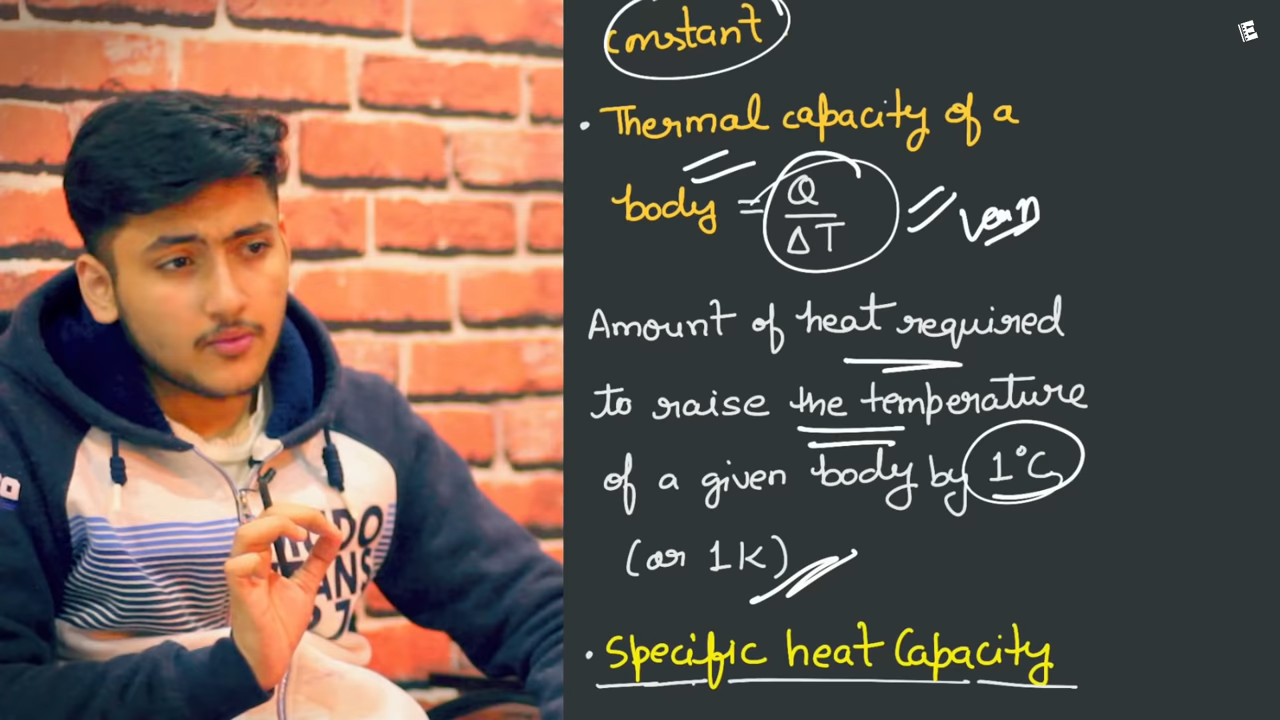 constant
• Thermal capacity of a
body = Q/ΔT
Amount of heat required
to raise the temperature
of a given body by 1°C
(or 1K)
• Specific heat Capacity